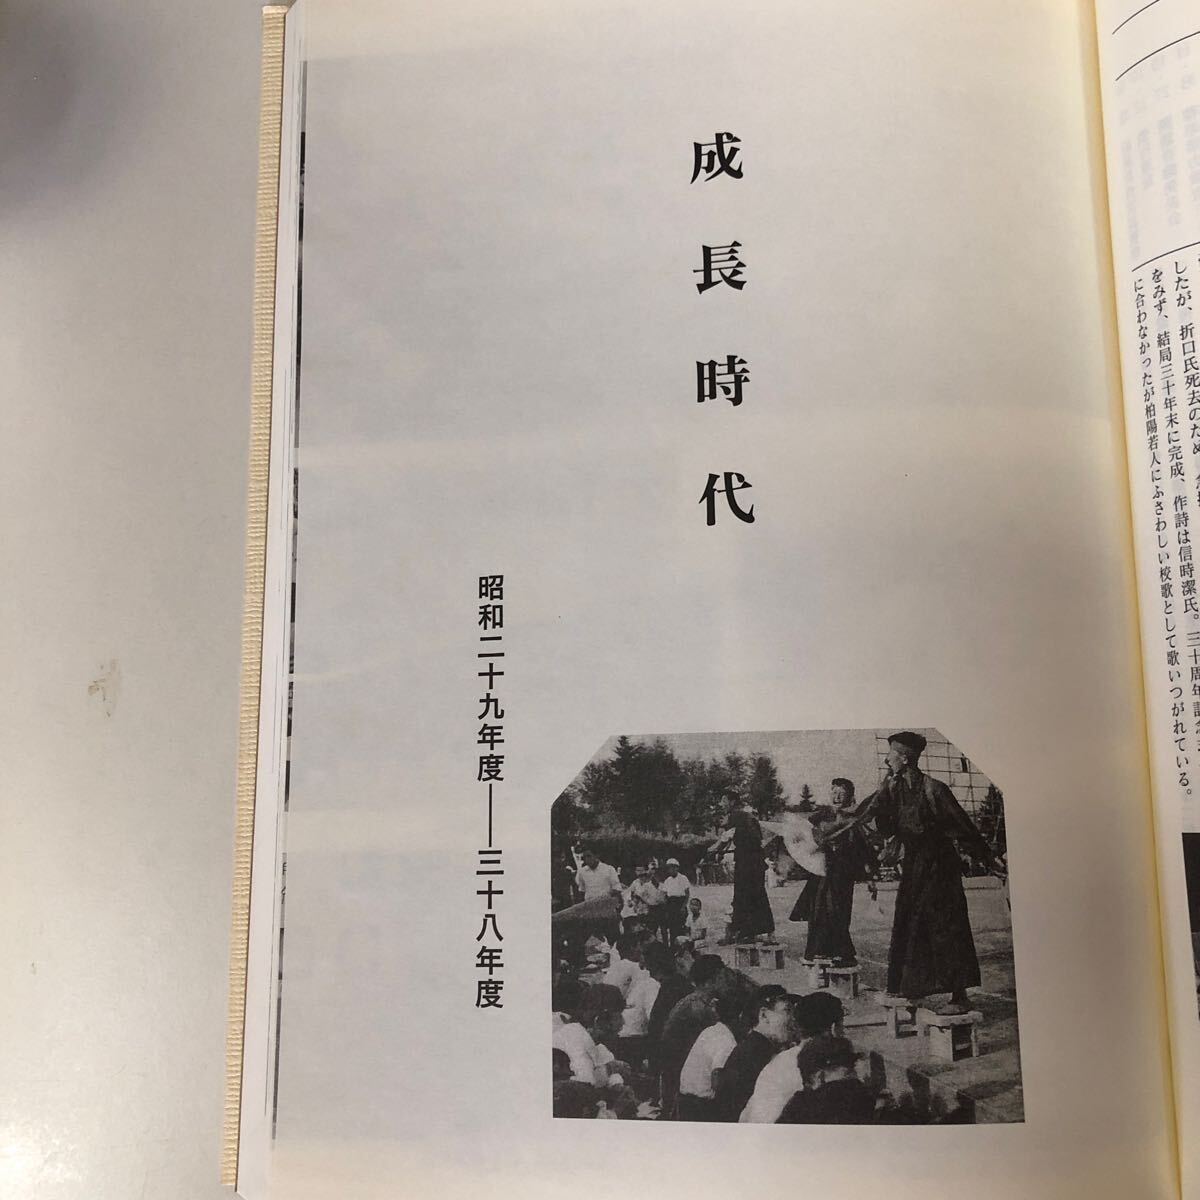 したが、折口氏死去のため
をみず、結局三十年末に完成、作詩は信時潔氏。三十周年記念
に合わなかったが柏陽若人にふさわしい校歌として歌いつがれている。
成長時代
昭和二十九年度――三十八年度